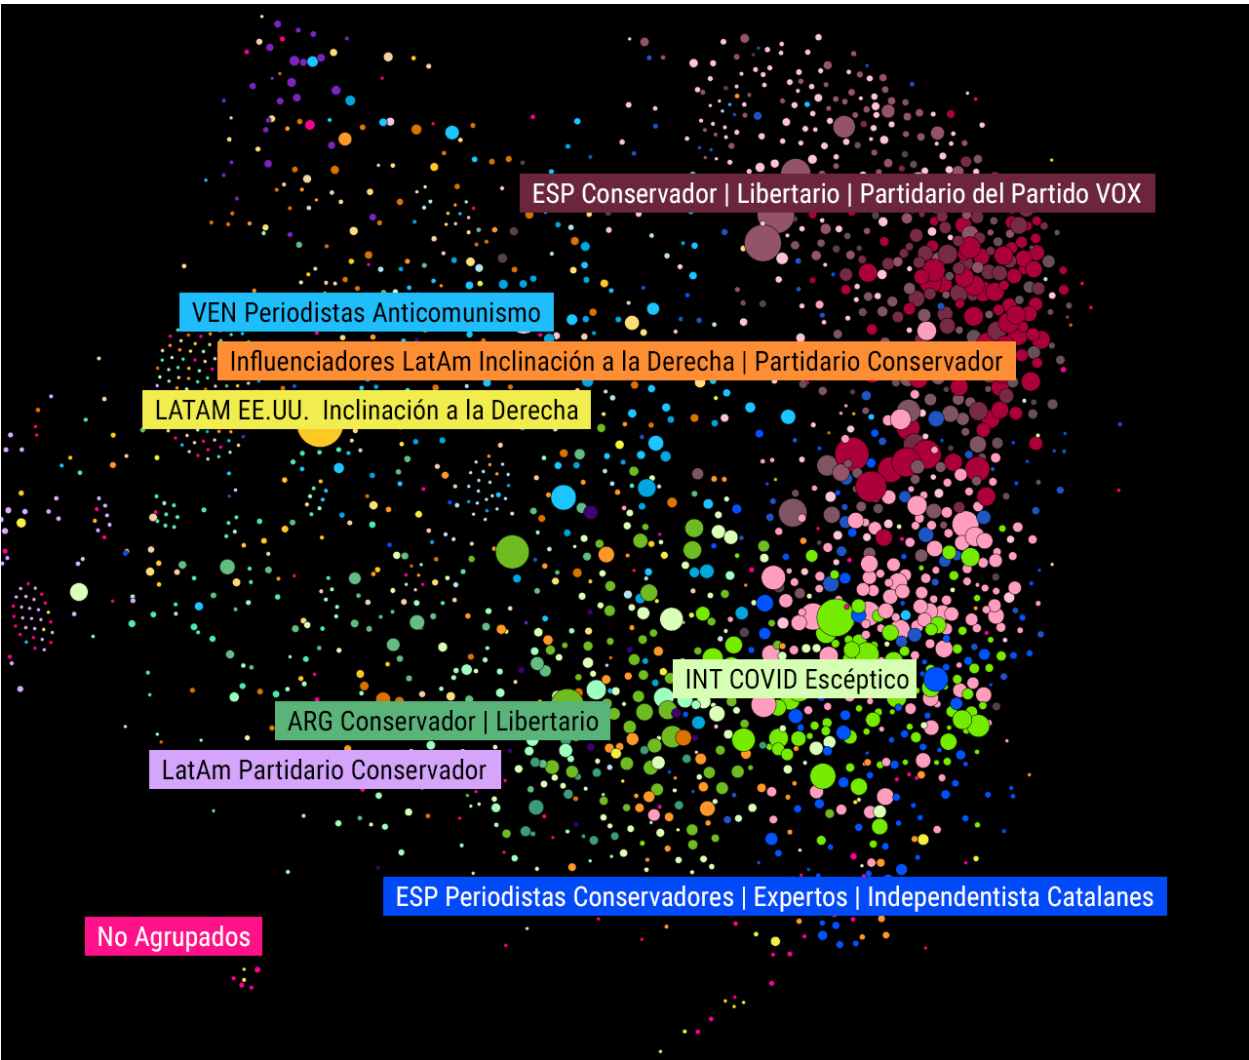 ESP Conservador | Libertario | Partidario del Partido VOX
VEN Periodistas Anticomunismo
Influenciadores LatAm Inclinación a la Derecha | Partidario Conservador
LATAM EE.UU. Inclinación a la Derecha
INT COVID Escéptico
ARG Conservador | Libertario
LatAm Partidario Conservador
ESP Periodistas Conservadores | Expertos | Independentista Catalanes
No Agrupados